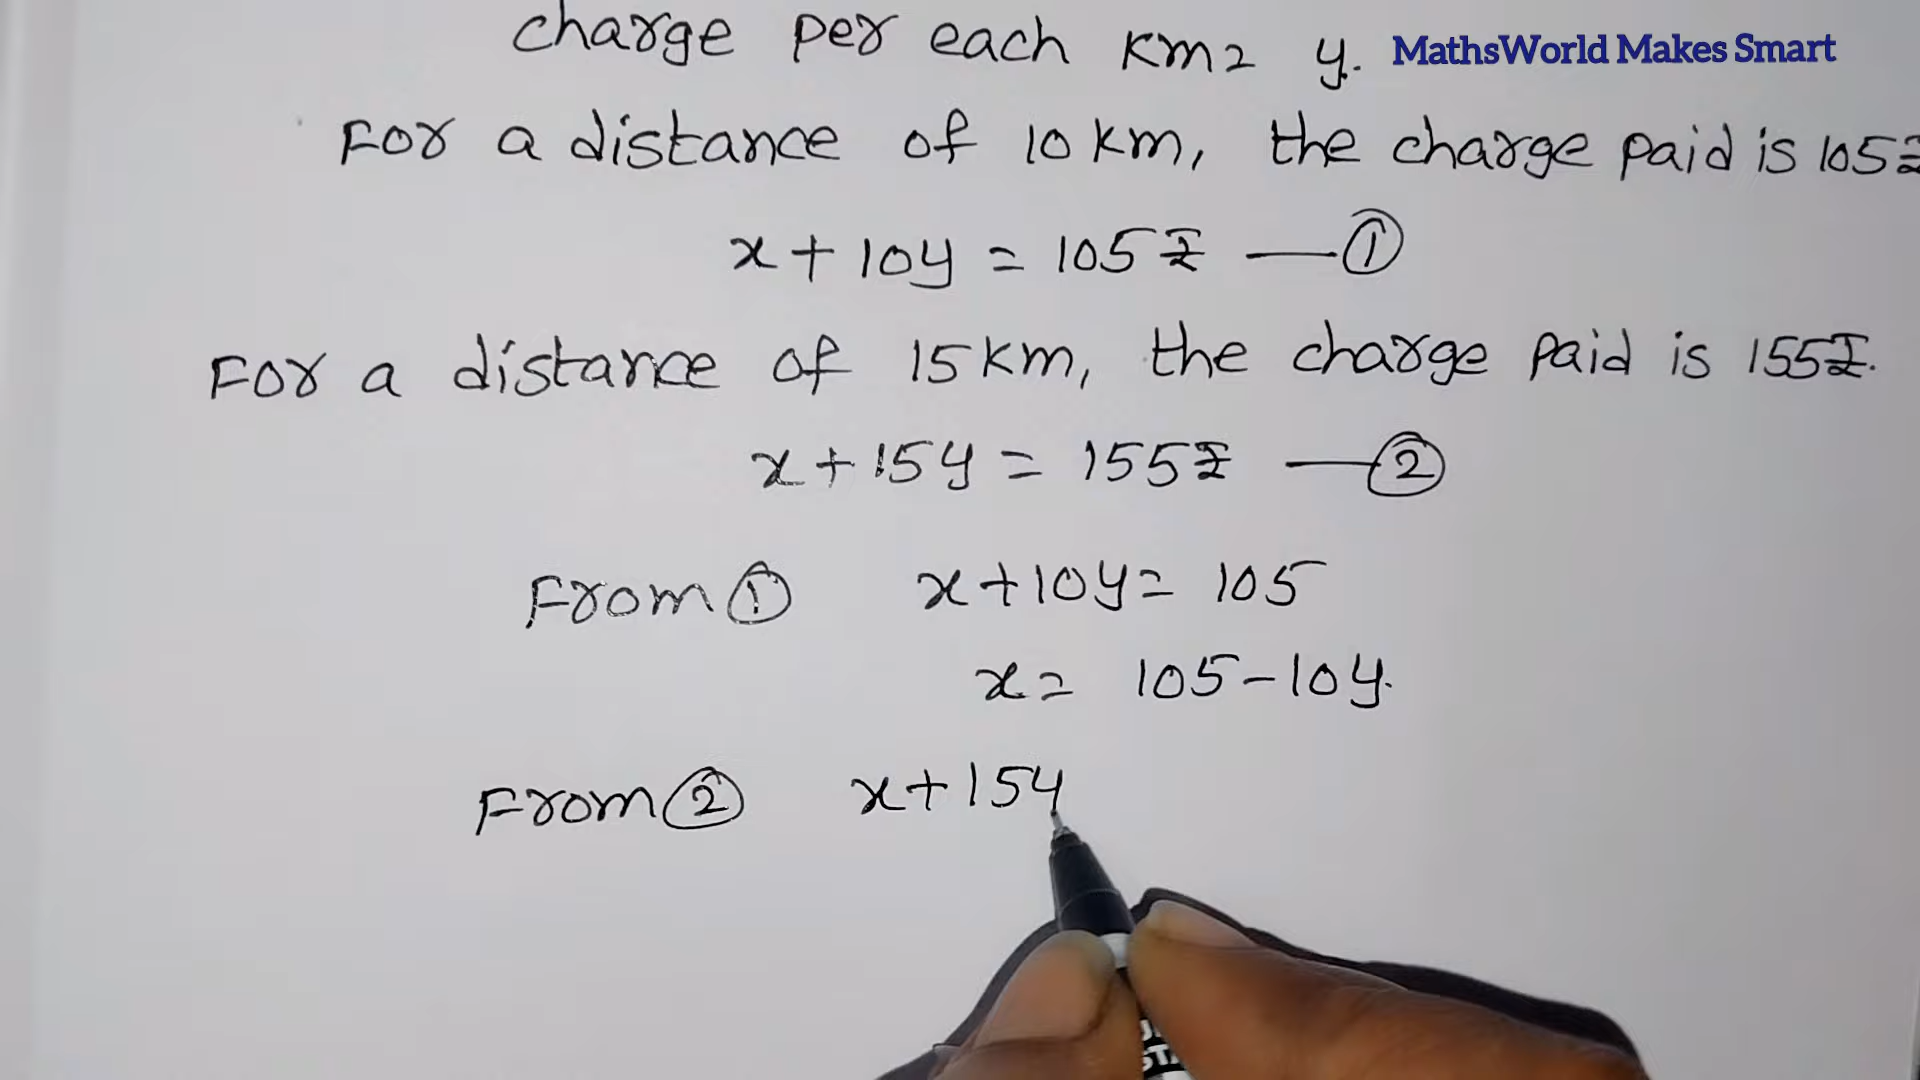 charge per each km = y. MathsWorld Makes Smart
For a distance of 10 km, the charge paid is 105₹
x + 10y = 105₹ — ①
For a distance of 15 km, the charge paid is 155₹.
x + 15y = 155₹ — ②
From ① x + 10y = 105
x = 105 - 10y.
From ② x + 15y